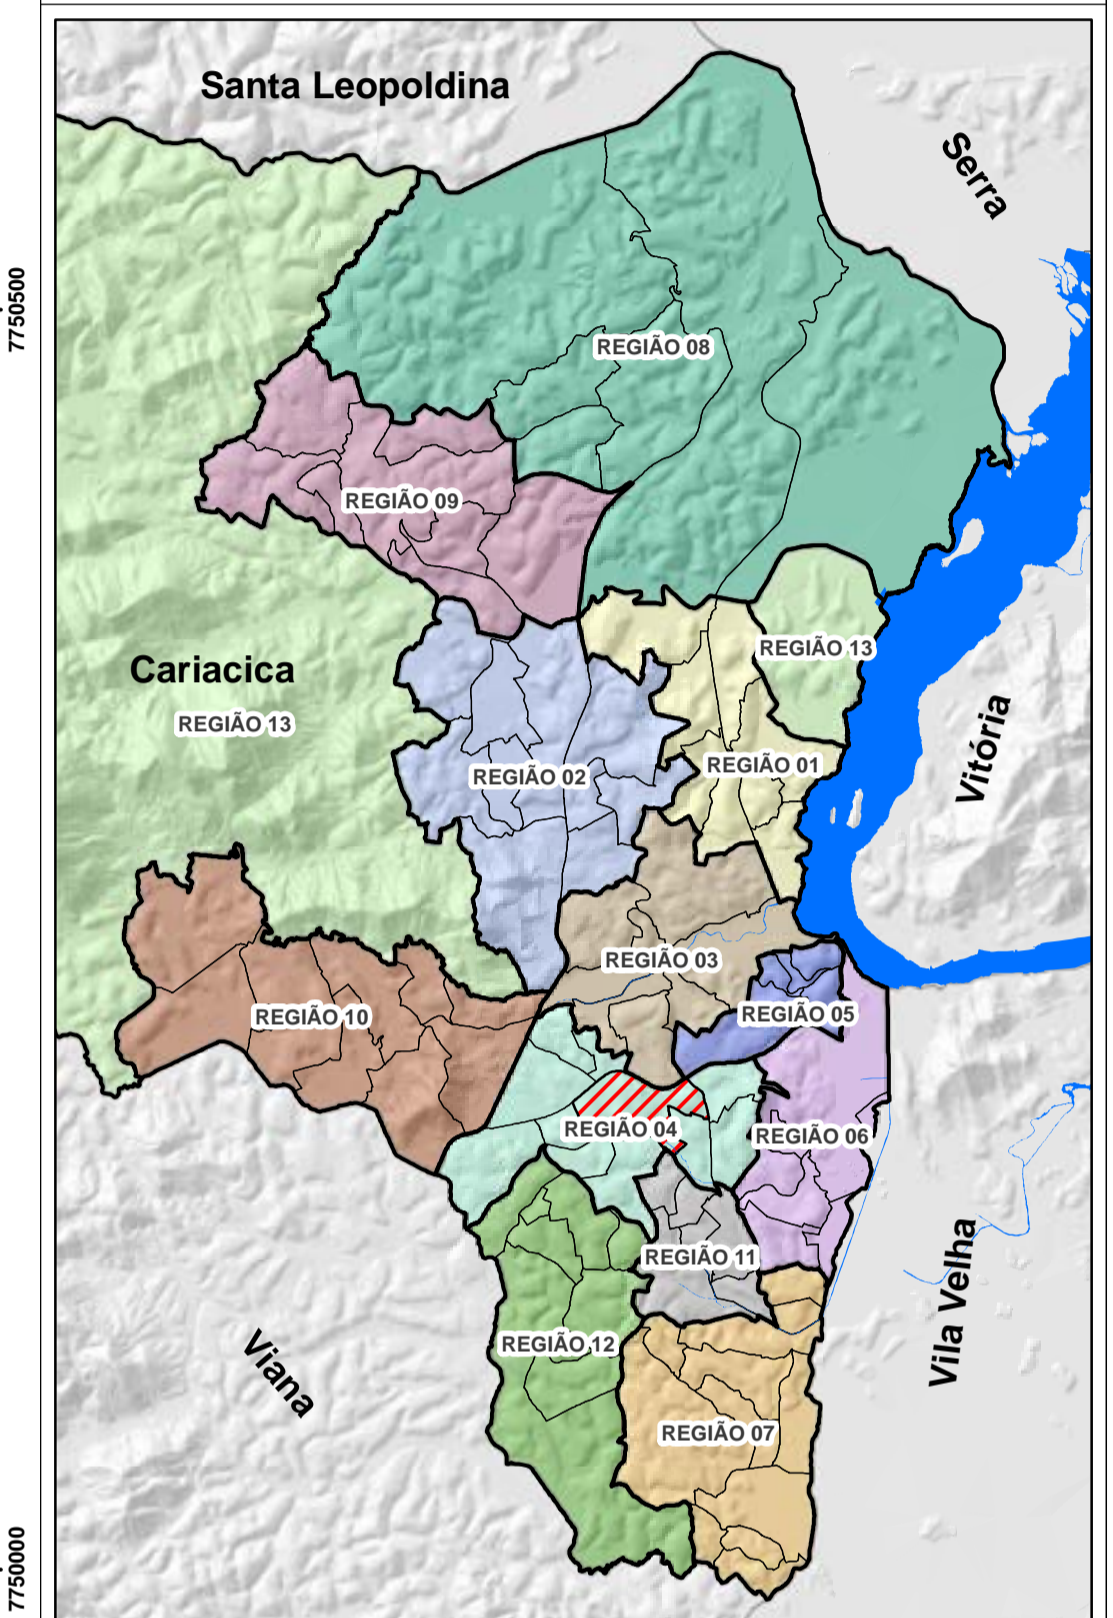 Santa Leopoldina
Serra
7750500
REGIÃO 08
REGIÃO 09
REGIÃO 13
Cariacica
REGIÃO 13
Vitória
REGIÃO 02
REGIÃO 01
REGIÃO 03
REGIÃO 10
REGIÃO 05
REGIÃO 04
REGIÃO 06
REGIÃO 11
Vila Velha
REGIÃO 12
Viana
REGIÃO 07
7750000